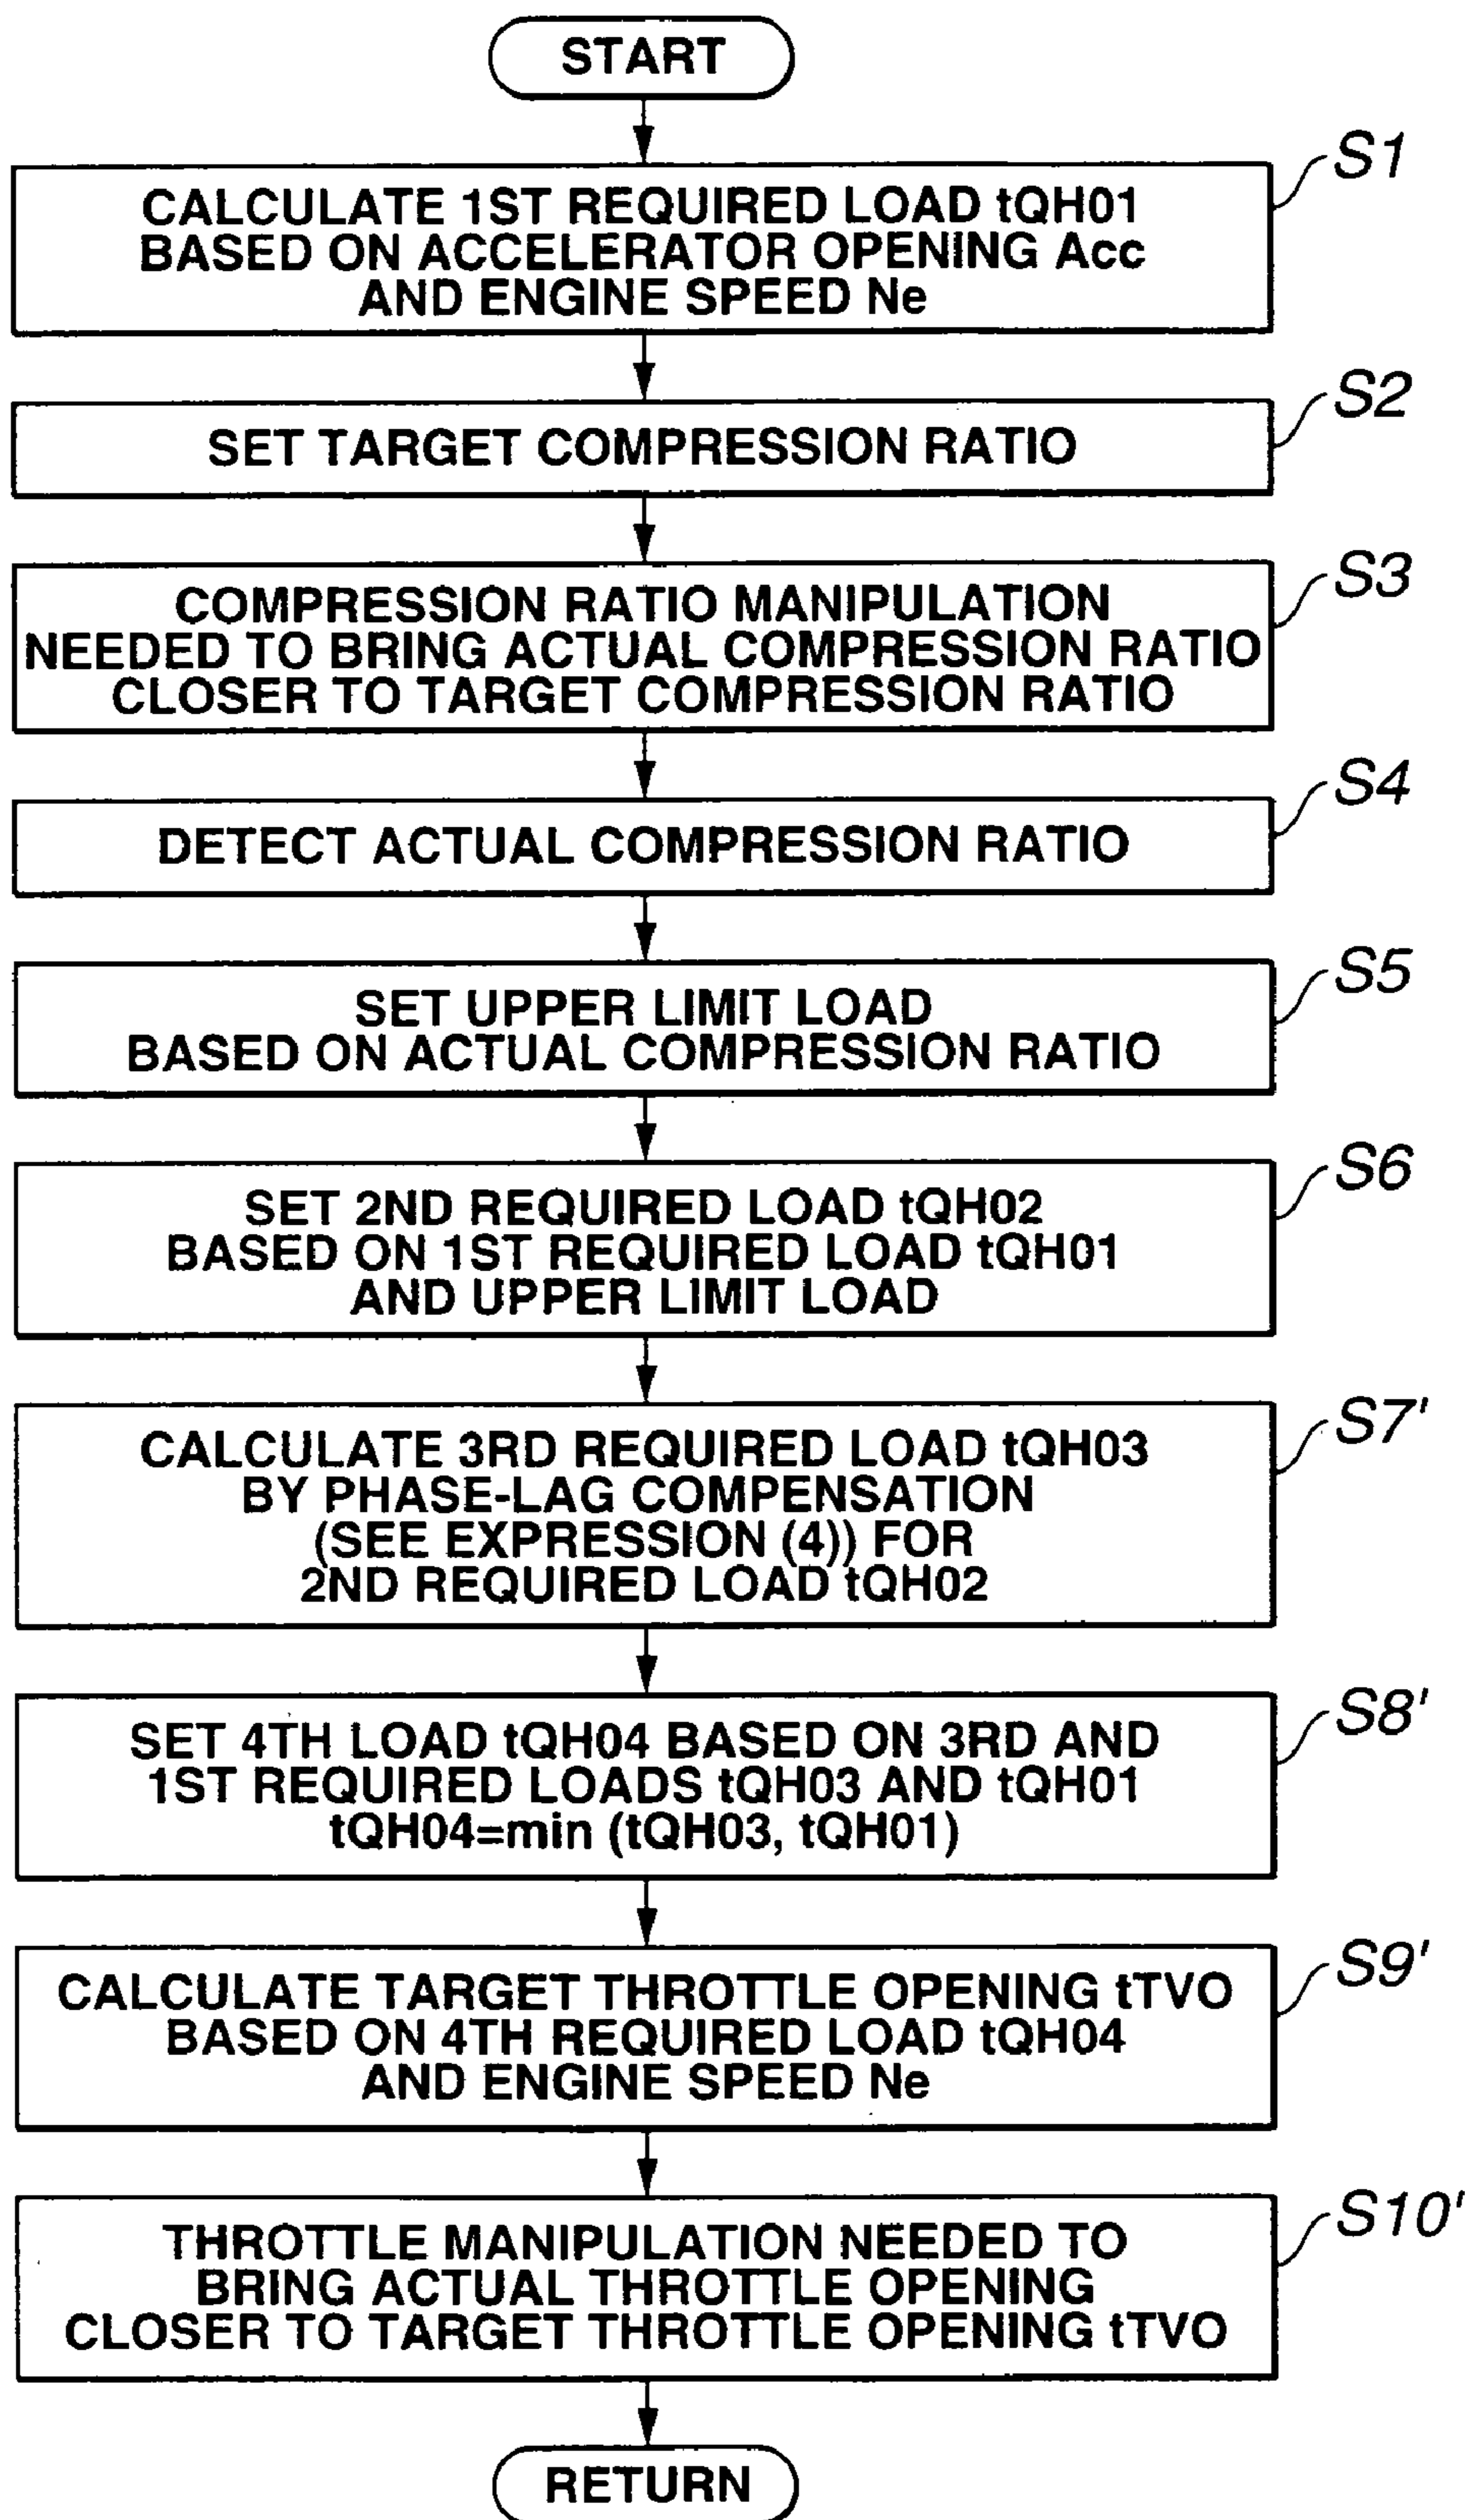 START
S1
CALCULATE 1ST REQUIRED LOAD tQH01
BASED ON ACCELERATOR OPENING Acc
AND ENGINE SPEED Ne
S2
SET TARGET COMPRESSION RATIO
S3
COMPRESSION RATIO MANIPULATION
NEEDED TO BRING ACTUAL COMPRESSION RATIO
CLOSER TO TARGET COMPRESSION RATIO
S4
DETECT ACTUAL COMPRESSION RATIO
S5
SET UPPER LIMIT LOAD
BASED ON ACTUAL COMPRESSION RATIO
S6
SET 2ND REQUIRED LOAD tQH02
BASED ON 1ST REQUIRED LOAD tQH01
AND UPPER LIMIT LOAD
S7'
CALCULATE 3RD REQUIRED LOAD tQH03
BY PHASE-LAG COMPENSATION
(SEE EXPRESSION (4)) FOR
2ND REQUIRED LOAD tQH02
S8'
SET 4TH LOAD tQH04 BASED ON 3RD AND
1ST REQUIRED LOADS tQH03 AND tQH01
tQH04=min (tQH03, tQH01)
S9'
CALCULATE TARGET THROTTLE OPENING tTVO
BASED ON 4TH REQUIRED LOAD tQH04
AND ENGINE SPEED Ne
S10'
THROTTLE MANIPULATION NEEDED TO
BRING ACTUAL THROTTLE OPENING
CLOSER TO TARGET THROTTLE OPENING tTVO
RETURN